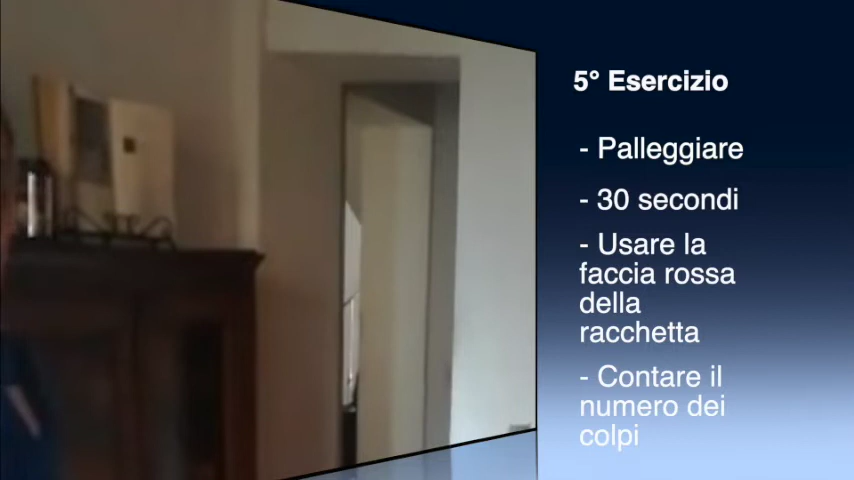 5° Esercizio
- Palleggiare
- 30 secondi
- Usare la
faccia rossa
della
racchetta
- Contare il
numero dei
colpi